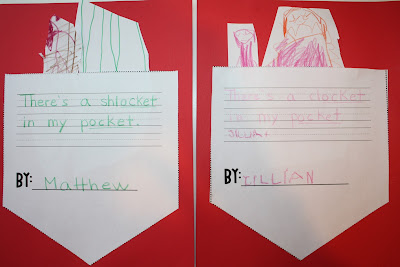 There's a shlocket
in my pocket.
BY: Matthew
There's a clocket
in my pocket
BY: JILLIAN